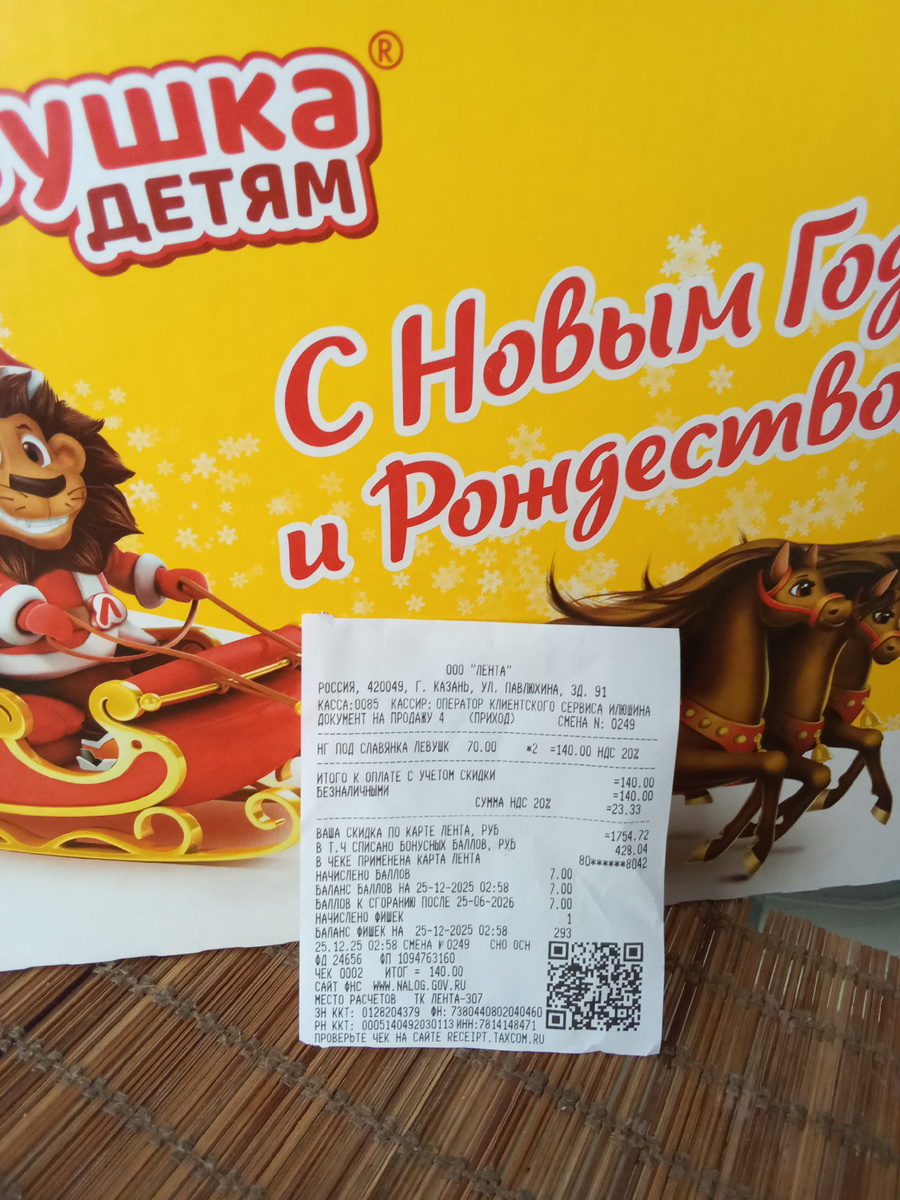 ушка®
ДЕТЯМ
С Новым Год
и Рождество
Л
ООО "ЛЕНТА"
РОССИЯ, 420049, Г. КАЗАНЬ, УЛ. ПАВЛЮХИНА, ЗД. 91
КАССА:0085 КАССИР: ОПЕРАТОР КЛИЕНТСКОГО СЕРВИСА ИЛЮШИНА
ДОКУМЕНТ НА ПРОДАЖУ 4 (ПРИХОД) СМЕНА N: 0249
НГ ПОД СЛАВЯНКА ЛЕВУШК 70.00 *2 =140.00 НДС 20%
ИТОГО К ОПЛАТЕ С УЧЕТОМ СКИДКИ =140.00
БЕЗНАЛИЧНЫМИ =140.00
СУММА НДС 20% =23.33
ВАША СКИДКА ПО КАРТЕ ЛЕНТА, РУБ =1754.72
В Т.Ч СПИСАНО БОНУСНЫХ БАЛЛОВ, РУБ 428.04
В ЧЕКЕ ПРИМЕНЕНА КАРТА ЛЕНТА 80******8042
НАЧИСЛЕНО БАЛЛОВ 7.00
БАЛАНС БАЛЛОВ НА 25-12-2025 02:58 7.00
БАЛЛОВ К СГОРАНИЮ ПОСЛЕ 25-06-2026 7.00
НАЧИСЛЕНО ФИШЕК 1
БАЛАНС ФИШЕК НА 25-12-2025 02:58 293
25.12.25 02:58 СМЕНА №0249 СНО ОСН
ФД 24656 ФП 1094763160
ЧЕК 0002 ИТОГ = 140.00
САЙТ ФНС WWW.NALOG.GOV.RU
МЕСТО РАСЧЕТОВ ТК ЛЕНТА-307
ЗН ККТ: 0128204379 ФН: 7380440802040460
РН ККТ: 0005140492030113 ИНН:7814148471
ПРОВЕРЬТЕ ЧЕК НА САЙТЕ RECEIPT.TAXCOM.RU